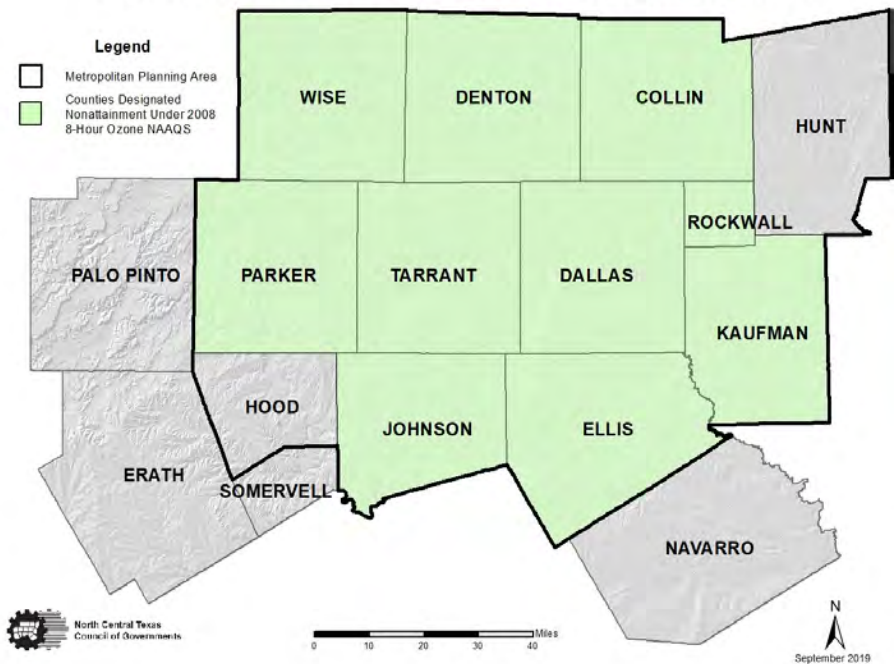 Legend
Metropolitan Planning Area
Counties Designated
Nonattainment Under 2008
8-Hour Ozone NAAQS
WISE
DENTON
COLLIN
HUNT
ROCKWALL
PALO PINTO
PARKER
TARRANT
DALLAS
KAUFMAN
HOOD
JOHNSON
ELLIS
ERATH
SOMERVELL
NAVARRO
North Central Texas
Council of Governments
Miles
0 10 20 30 40
N
September 2019